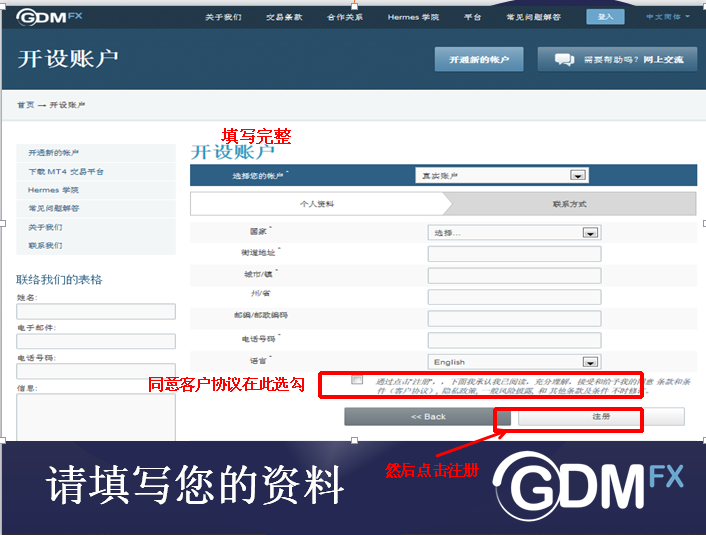 GDMFX
关于我们 交易条款 合作关系 Hermes 学院 平台 常见问题解答 登入 中文简体
开设账户
开通新的帐户 需要帮助吗？网上交流
首页 → 开设账户
填写完整
开设账户
开通新的帐户
下载 MT4 交易平台
Hermes 学院
常见问题解答
关于我们
联系我们
选择您的帐户* 真实账户
个人资料 联系方式
国家* 选择...
街道地址*
城市/镇*
州/省
邮编/邮政编码
电话号码*
语言* English
联络我们的表格
姓名:
电子邮件:
电话号码:
信息:
同意客户协议在此选勾
通过点击"注册"，，下面我承认我已阅读，充分理解，接受和给予我的同意 条款和条
件（客户协议），隐私政策, 一般风险披露, 和 其他条款及条件 不时修改。
<< Back 注册
然后点击注册
请填写您的资料
GDMFX